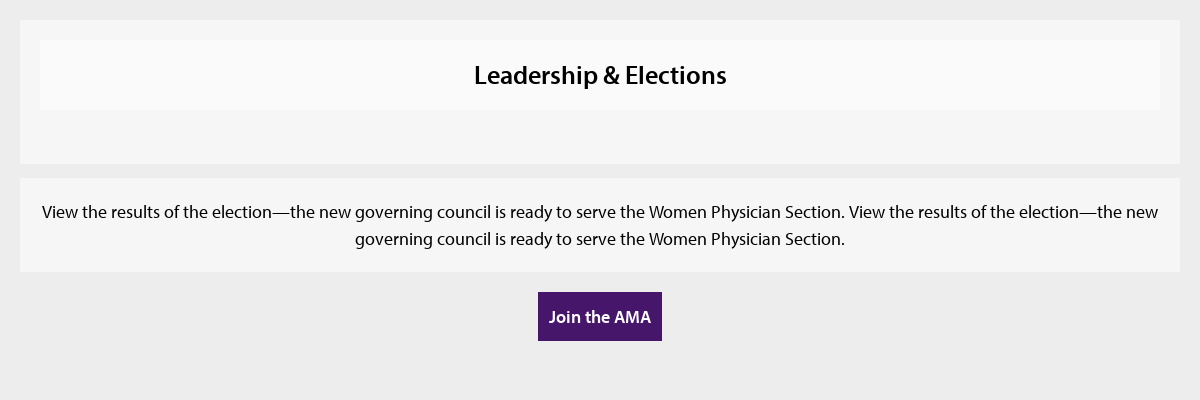 Leadership & Elections
View the results of the election—the new governing council is ready to serve the Women Physician Section. View the results of the election—the new
governing council is ready to serve the Women Physician Section.
Join the AMA